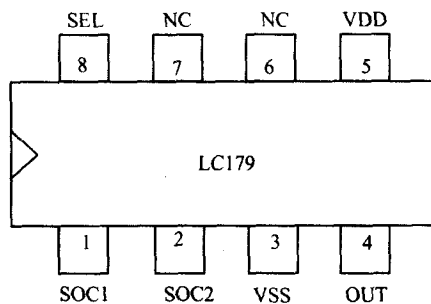 SEL NC NC VDD
8 7 6 5
LC179
1 2 3 4
SOC1 SOC2 VSS OUT